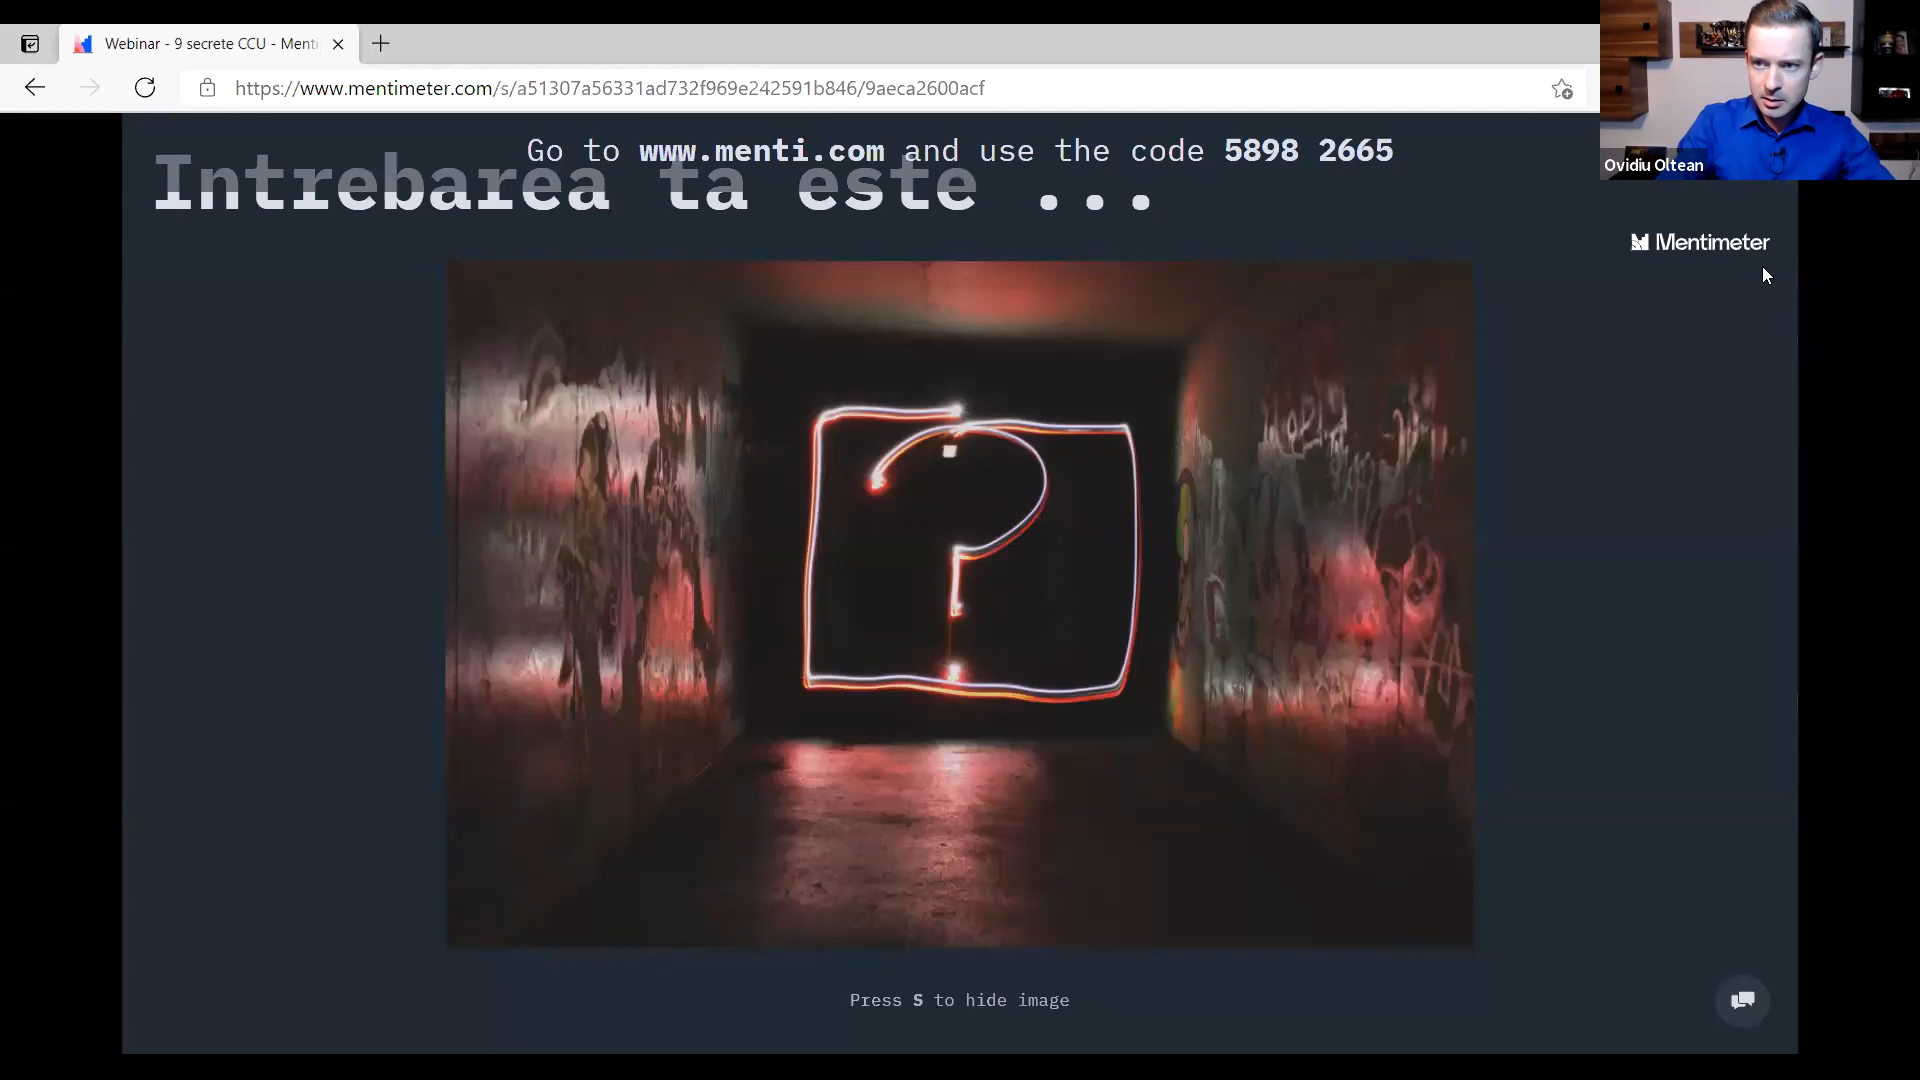 Webinar - 9 secrete CCU - Menti
https://www.mentimeter.com/s/a51307a56331ad732f969e242591b846/9aeca2600acf
Ovidiu Oltean
Go to www.menti.com and use the code 5898 2665
Intrebarea ta este ...
Mentimeter
?
Press S to hide image